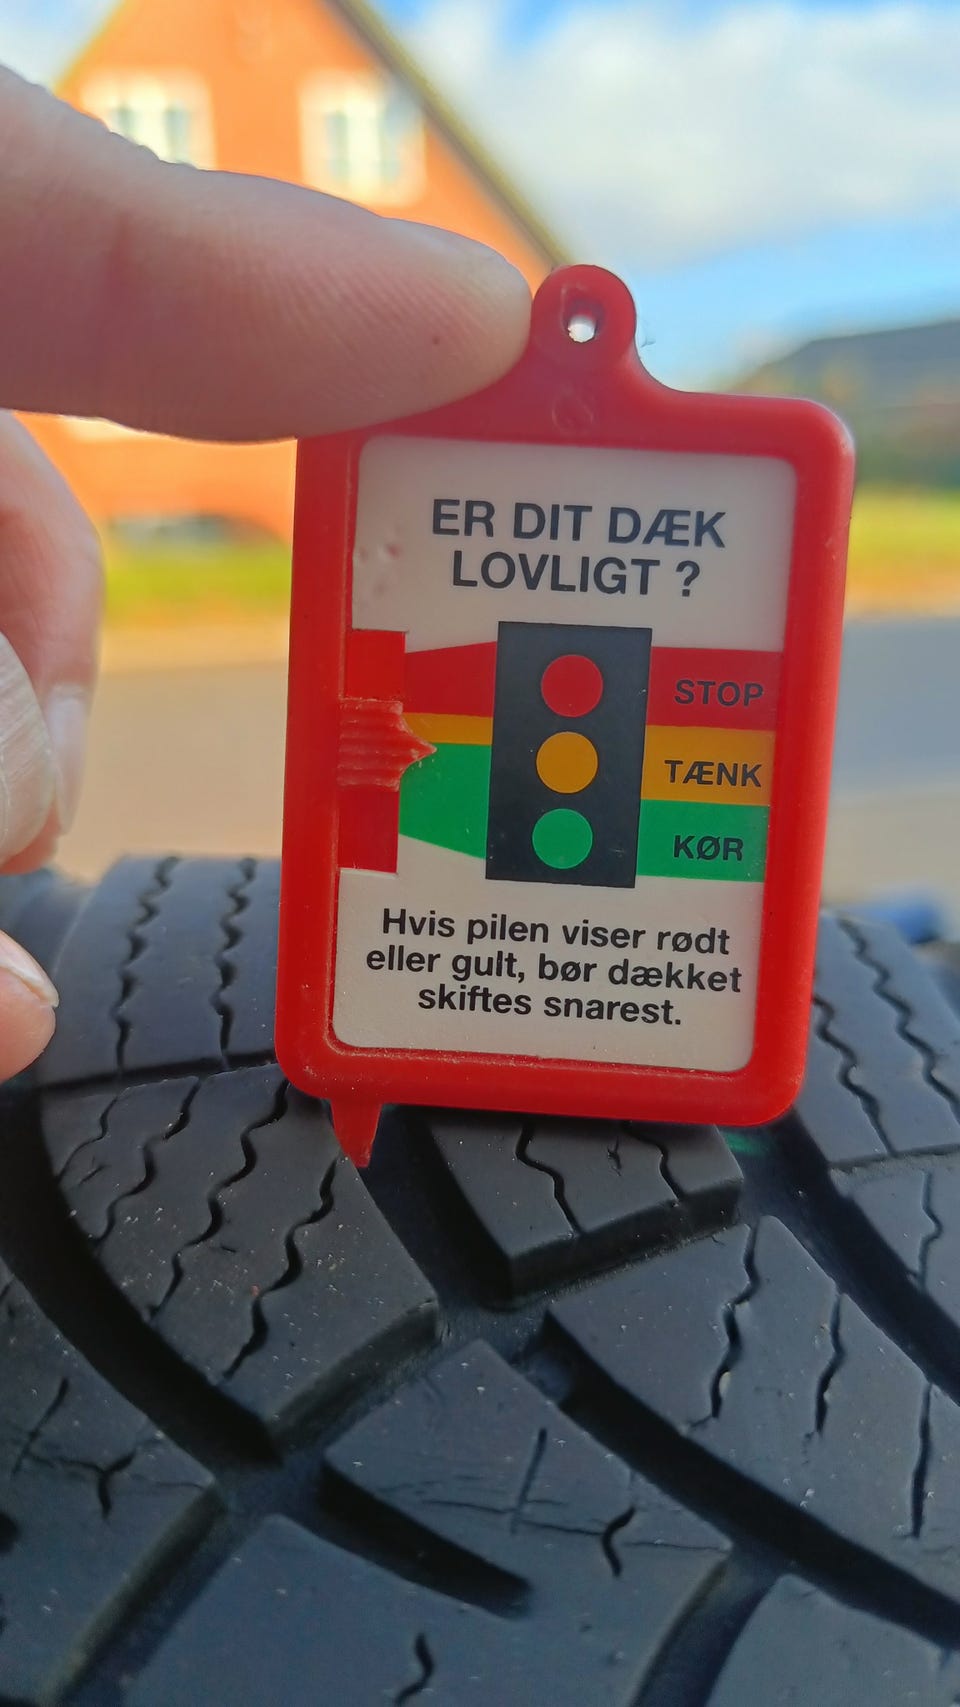 ER DIT DÆK
LOVLIGT ?
STOP
TÆNK
KØR
Hvis pilen viser rødt
eller gult, bør dækket
skiftes snarest.